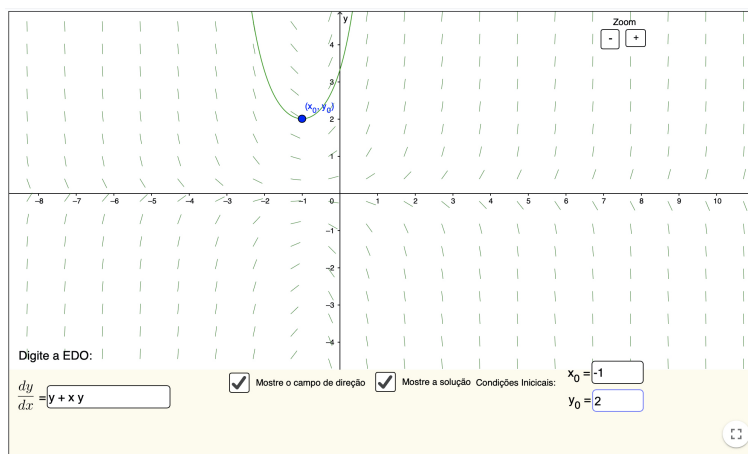 Zoom
- +
y
4
3
(x₀, y₀)
2
1
-8 -7 -6 -5 -4 -3 -2 -1 0 1 2 3 4 5 6 7 8 9 10
-1
-2
-3
-4
Digite a EDO:
dy/dx = y + x y
Mostre o campo de direção
Mostre a solução
Condições Inicicais:
x₀ = -1
y₀ = 2